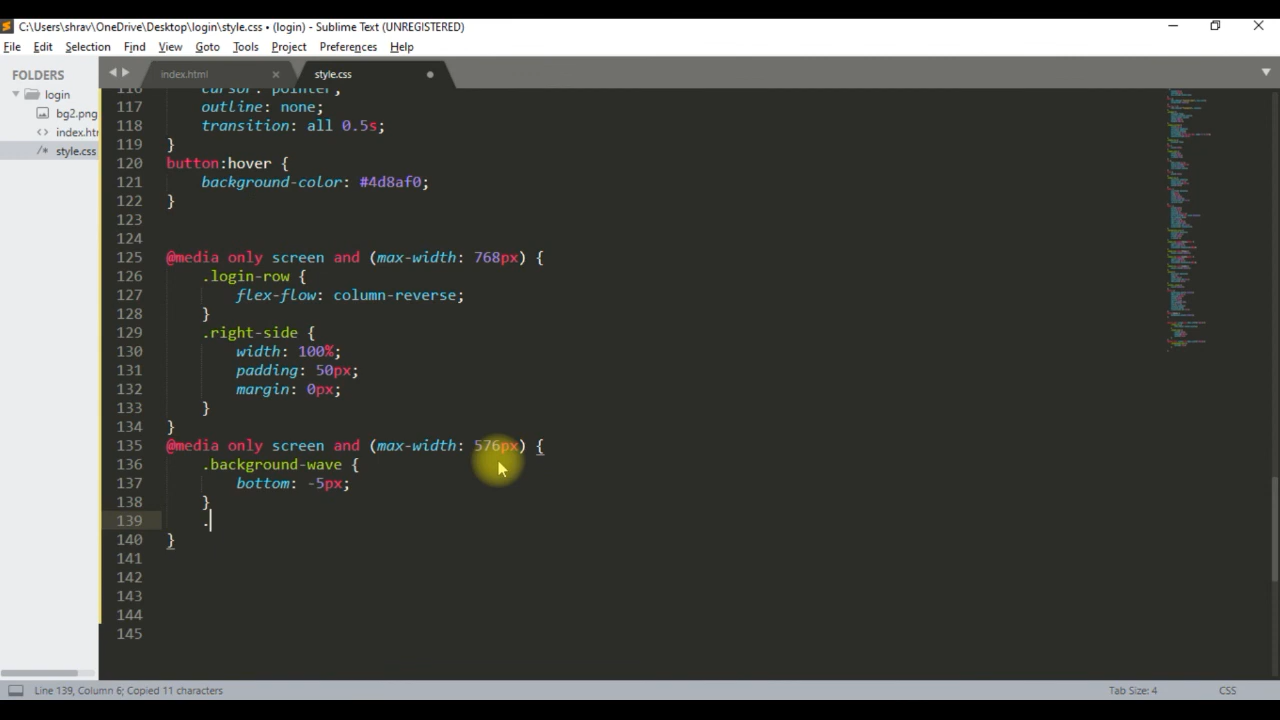 C:\Users\shrav\OneDrive\Desktop\login\style.css • (login) - Sublime Text (UNREGISTERED)
File Edit Selection Find View Goto Tools Project Preferences Help
FOLDERS
login
bg2.png
index.htm
/* style.css
index.html
style.css
116 cursor: pointer;
117 outline: none;
118 transition: all 0.5s;
119 }
120 button:hover {
121 background-color: #4d8af0;
122 }
123
124
125 @media only screen and (max-width: 768px) {
126 .login-row {
127 flex-flow: column-reverse;
128 }
129 .right-side {
130 width: 100%;
131 padding: 50px;
132 margin: 0px;
133 }
134 }
135 @media only screen and (max-width: 576px) {
136 .background-wave {
137 bottom: -5px;
138 }
139 .
140 }
141
142
143
144
145
Line 139, Column 6; Copied 11 characters
Tab Size: 4
CSS